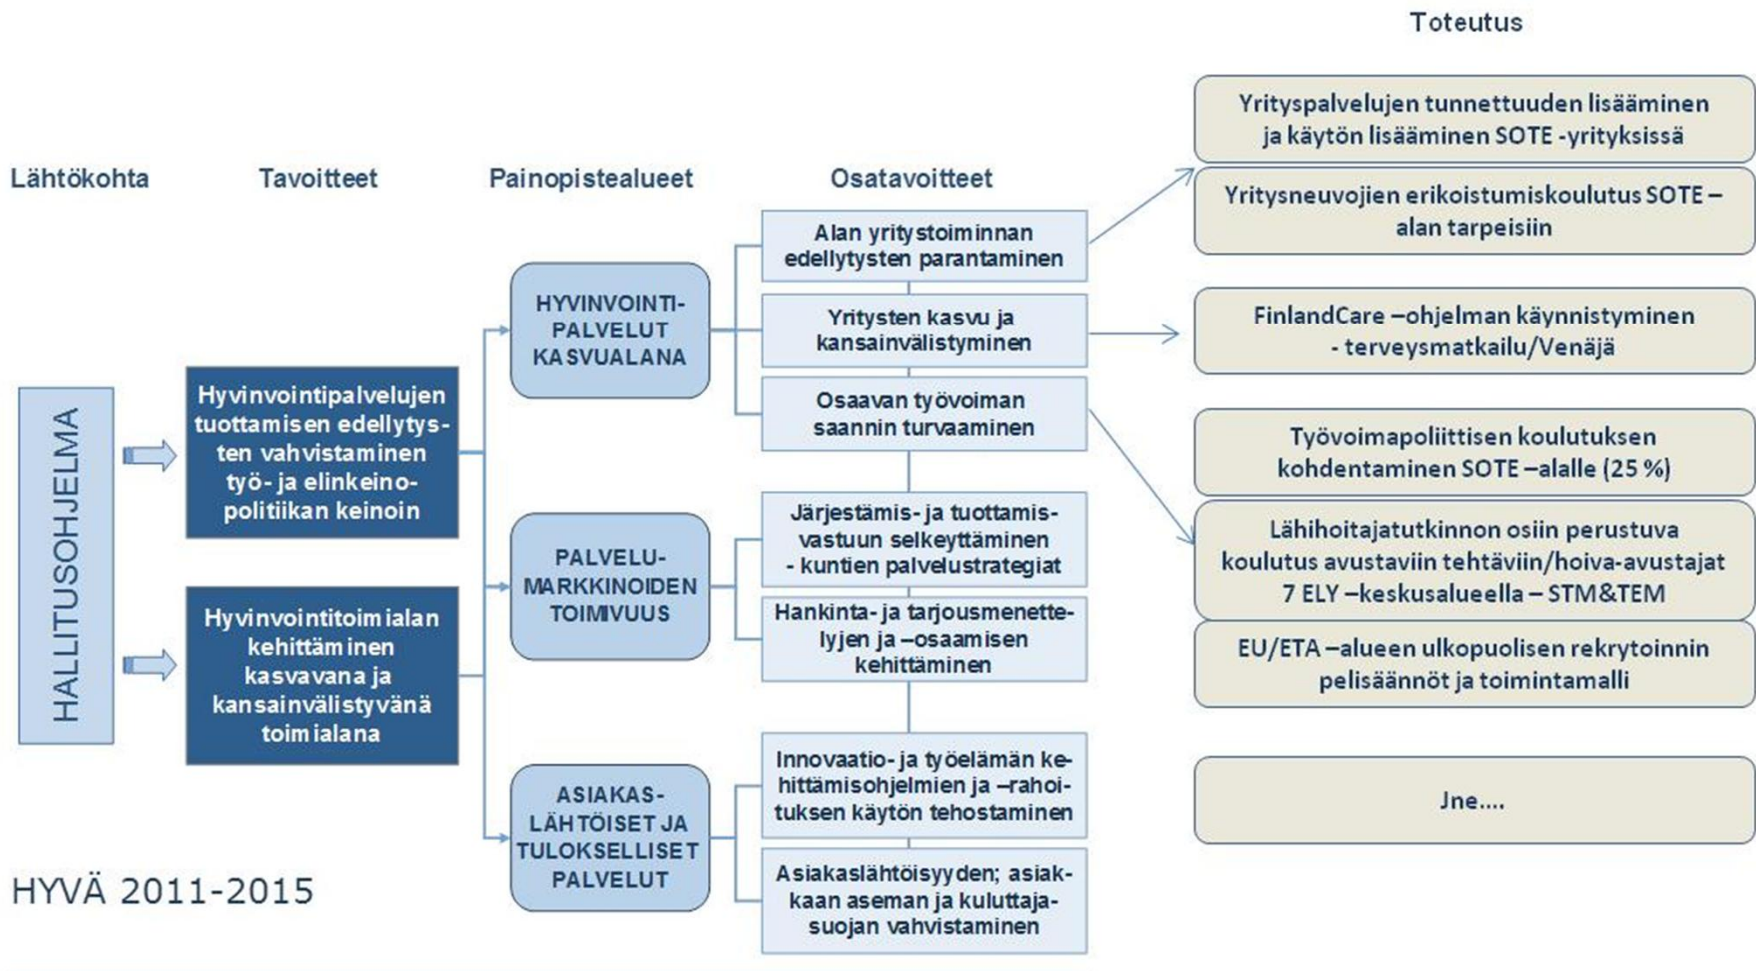 Toteutus
Lähtökohta
Tavoitteet
Painopistealueet
Osatavoitteet
HALLITUSOHJELMA
Hyvinvointipalvelujen
tuottamisen edellytys-
ten vahvistaminen
työ- ja elinkeino-
politiikan keinoin
Hyvinvointitoimialan
kehittäminen
kasvavana ja
kansainvälistyvänä
toimialana
HYVINVOINTI-
PALVELUT
KASVUALANA
PALVELU-
MARKKINOIDEN
TOIMIVUUS
ASIAKAS-
LÄHTÖISET JA
TULOKSELLISET
PALVELUT
Alan yritystoiminnan
edellytysten parantaminen
Yritysten kasvu ja
kansainvälistyminen
Osaavan työvoiman
saannin turvaaminen
Järjestämis- ja tuottamis-
vastuun selkeyttäminen
- kuntien palvelustrategiat
Hankinta- ja tarjousmenette-
lyjen ja –osaamisen
kehittäminen
Innovaatio- ja työelämän ke-
hittämisohjelmien ja –rahoi-
tuksen käytön tehostaminen
Asiakaslähtöisyyden; asiak-
kaan aseman ja kuluttaja-
suojan vahvistaminen
Yrityspalvelujen tunnettuuden lisääminen
ja käytön lisääminen SOTE -yrityksissä
Yritysneuvojien erikoistumiskoulutus SOTE –
alan tarpeisiin
FinlandCare –ohjelman käynnistyminen
- terveysmatkailu/Venäjä
Työvoimapoliittisen koulutuksen
kohdentaminen SOTE –alalle (25 %)
Lähihoitajatutkinnon osiin perustuva
koulutus avustaviin tehtäviin/hoiva-avustajat
7 ELY –keskusalueella – STM&TEM
EU/ETA –alueen ulkopuolisen rekrytoinnin
pelisäännöt ja toimintamalli
Jne....
HYVÄ 2011-2015